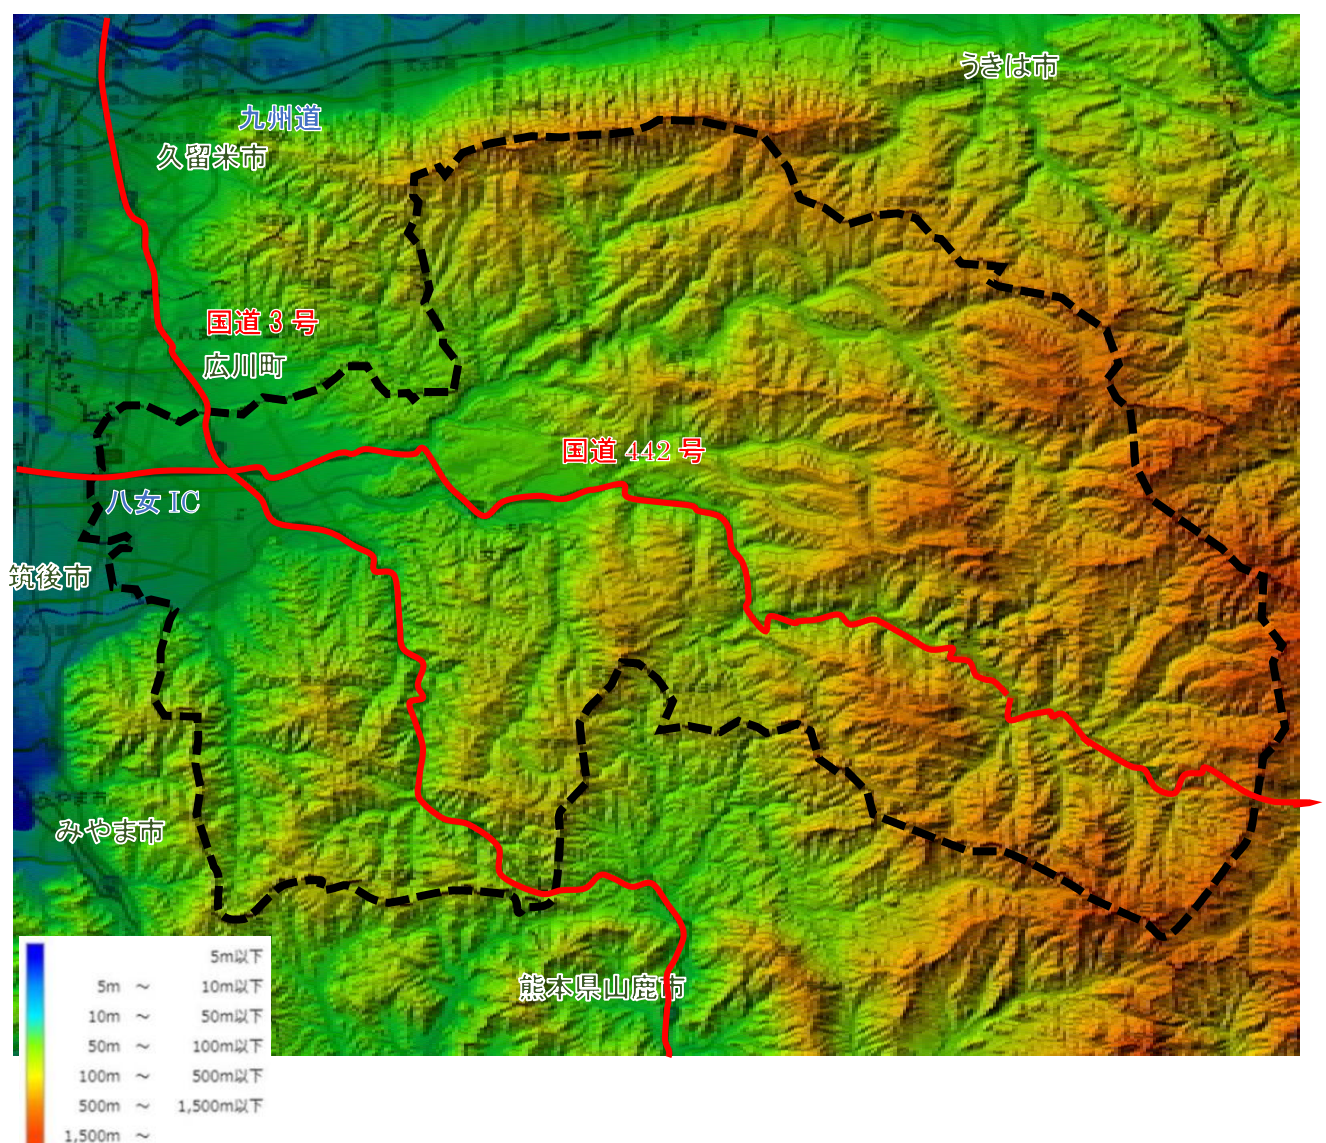 うきは市
九州道
久留米市
国道 3 号
広川町
国道 442 号
八女 IC
筑後市
みやま市
熊本県山鹿市
5m以下
5m ～ 10m以下
10m ～ 50m以下
50m ～ 100m以下
100m ～ 500m以下
500m ～ 1,500m以下
1,500m ～